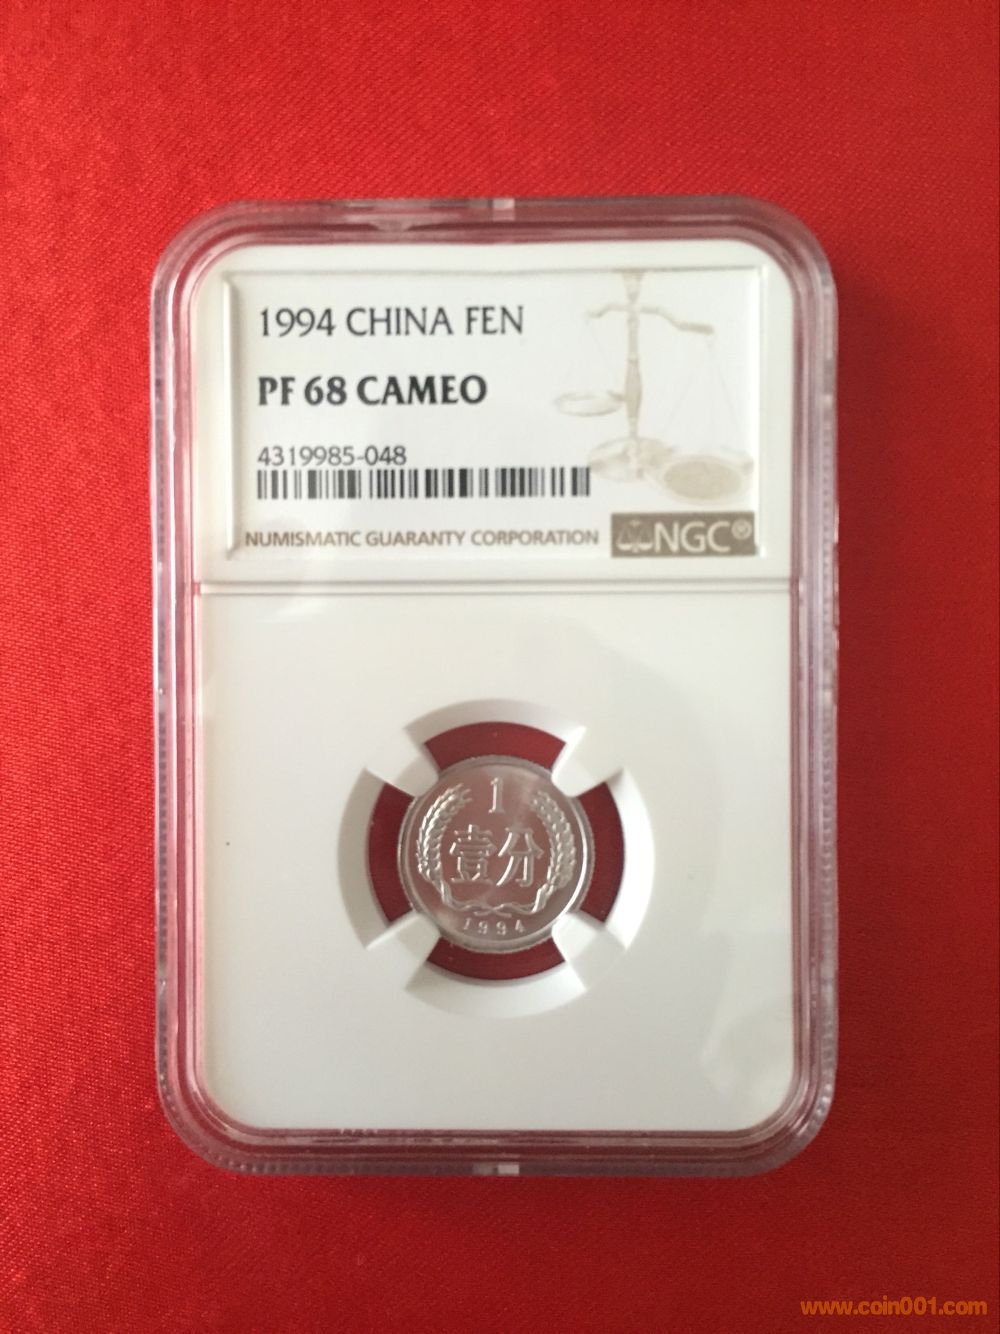 1994 CHINA FEN
PF 68 CAMEO
4319985-048
NUMISMATIC GUARANTY CORPORATION NGC®
1
壹分
1994
www.coin001.com